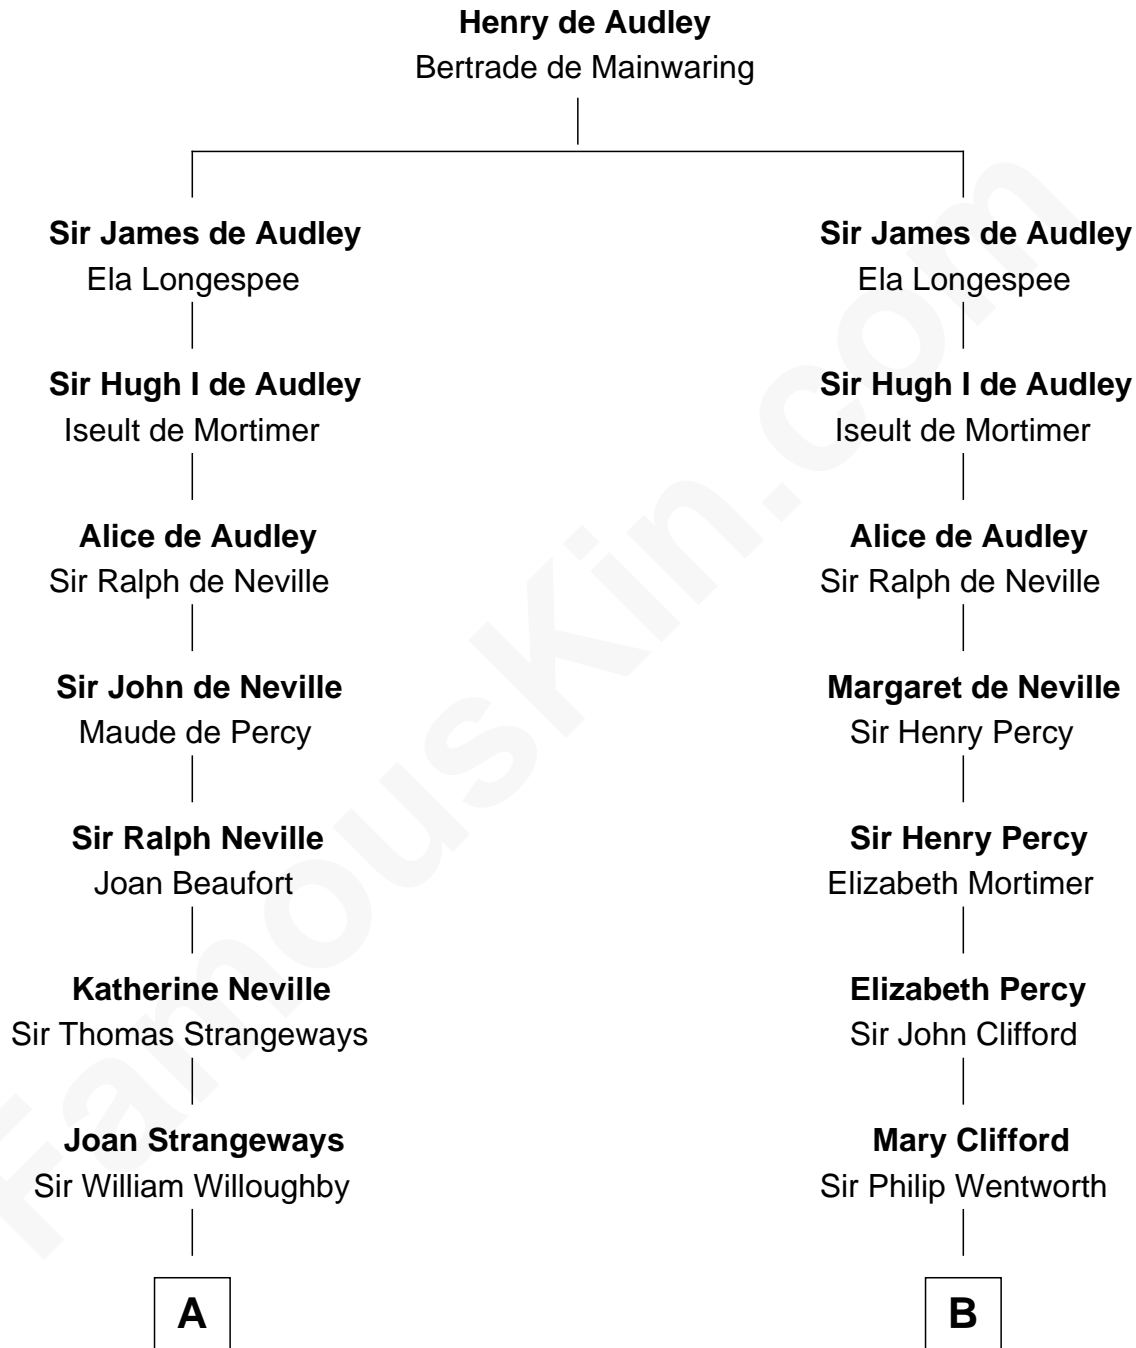 Henry de Audley
Bertrade de Mainwaring
Sir James de Audley
Ela Longespee
Sir Hugh I de Audley
Iseult de Mortimer
Alice de Audley
Sir Ralph de Neville
Sir John de Neville
Maude de Percy
Sir Ralph Neville
Joan Beaufort
Katherine Neville
Sir Thomas Strangeways
Joan Strangeways
Sir William Willoughby
A
Sir James de Audley
Ela Longespee
Sir Hugh I de Audley
Iseult de Mortimer
Alice de Audley
Sir Ralph de Neville
Margaret de Neville
Sir Henry Percy
Sir Henry Percy
Elizabeth Mortimer
Elizabeth Percy
Sir John Clifford
Mary Clifford
Sir Philip Wentworth
B
FamousKin.com